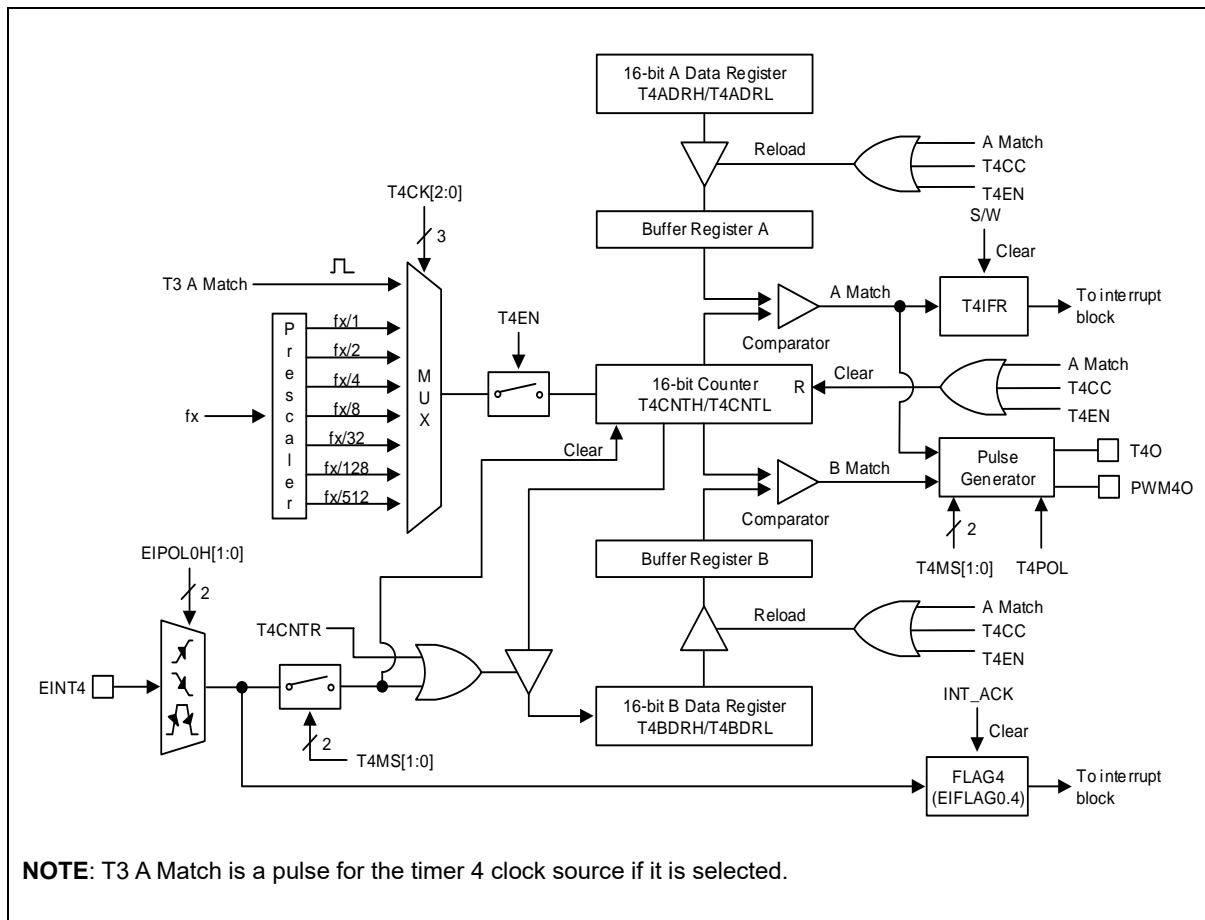 16-bit A Data Register
T4ADRH/T4ADRL
Reload
A Match
T4CC
T4EN
T4CK[2:0]
3
Buffer Register A
S/W
Clear
T3 A Match
A Match
T4IFR
To interrupt
block
Comparator
Prescaler
fx/1
fx/2
fx/4
fx/8
fx/32
fx/128
fx/512
fx
MUX
T4EN
16-bit Counter
T4CNTH/T4CNTL
R
Clear
A Match
T4CC
T4EN
Clear
B Match
Comparator
Pulse
Generator
T4O
PWM4O
2
T4MS[1:0]
T4POL
Buffer Register B
EIPOL0H[1:0]
2
T4CNTR
Reload
A Match
T4CC
T4EN
EINT4
2
T4MS[1:0]
16-bit B Data Register
T4BDRH/T4BDRL
INT_ACK
Clear
FLAG4
(EIFLAG0.4)
To interrupt
block
NOTE: T3 A Match is a pulse for the timer 4 clock source if it is selected.